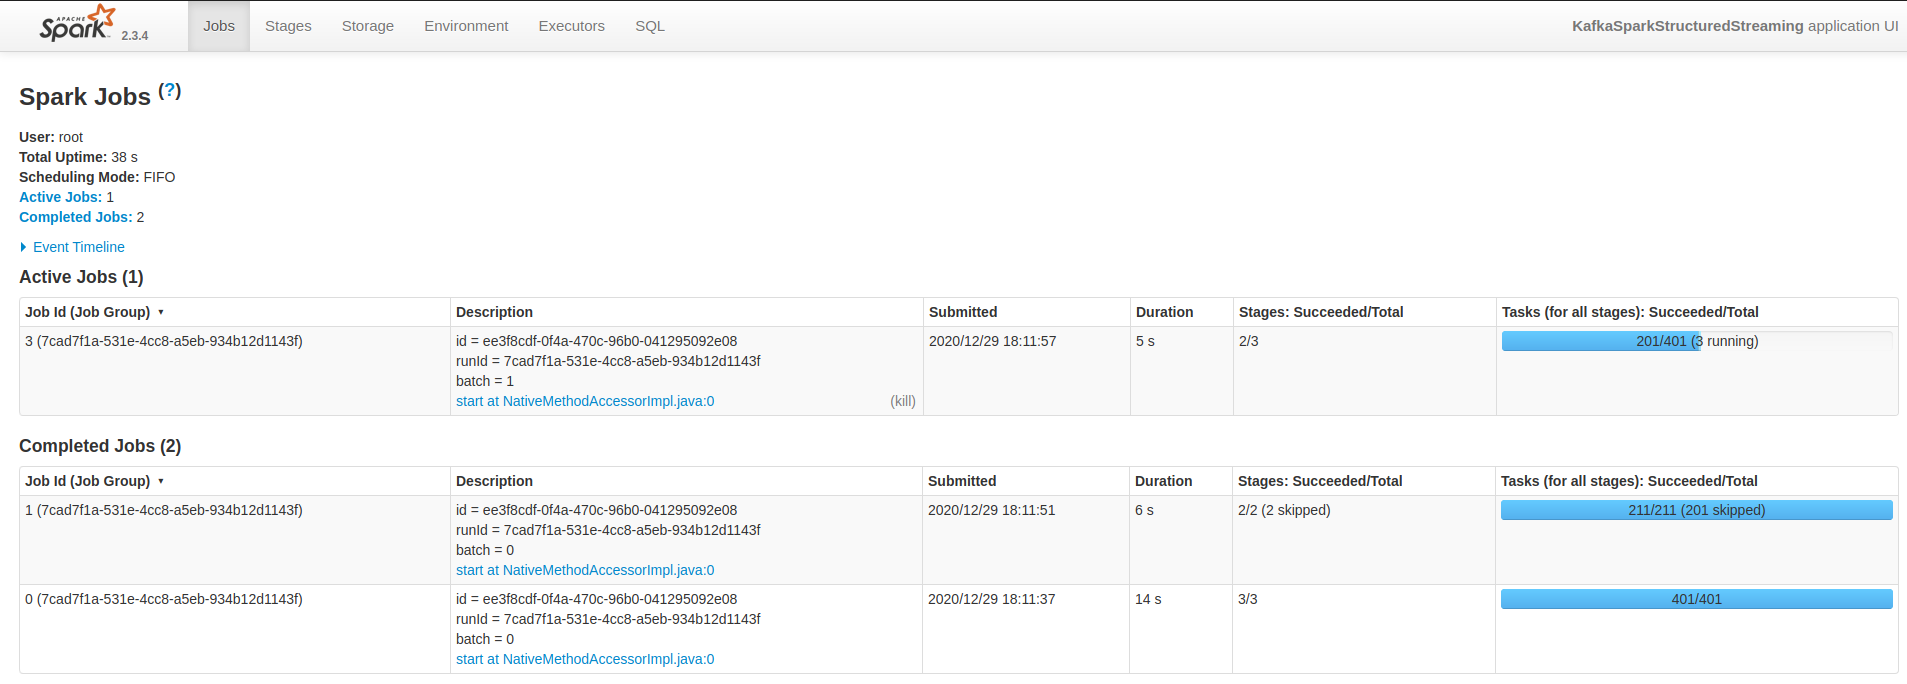 APACHE
Spark 2.3.4
Jobs Stages Storage Environment Executors SQL KafkaSparkStructuredStreaming application UI
Spark Jobs (?)
User: root
Total Uptime: 38 s
Scheduling Mode: FIFO
Active Jobs: 1
Completed Jobs: 2
Event Timeline
Active Jobs (1)
Job Id (Job Group) ▾ Description Submitted Duration Stages: Succeeded/Total Tasks (for all stages): Succeeded/Total
3 (7cad7f1a-531e-4cc8-a5eb-934b12d1143f) id = ee3f8cdf-0f4a-470c-96b0-041295092e08 2020/12/29 18:11:57 5 s 2/3 201/401 (3 running)
runId = 7cad7f1a-531e-4cc8-a5eb-934b12d1143f
batch = 1
start at NativeMethodAccessorImpl.java:0 (kill)
Completed Jobs (2)
Job Id (Job Group) ▾ Description Submitted Duration Stages: Succeeded/Total Tasks (for all stages): Succeeded/Total
1 (7cad7f1a-531e-4cc8-a5eb-934b12d1143f) id = ee3f8cdf-0f4a-470c-96b0-041295092e08 2020/12/29 18:11:51 6 s 2/2 (2 skipped) 211/211 (201 skipped)
runId = 7cad7f1a-531e-4cc8-a5eb-934b12d1143f
batch = 0
start at NativeMethodAccessorImpl.java:0
0 (7cad7f1a-531e-4cc8-a5eb-934b12d1143f) id = ee3f8cdf-0f4a-470c-96b0-041295092e08 2020/12/29 18:11:37 14 s 3/3 401/401
runId = 7cad7f1a-531e-4cc8-a5eb-934b12d1143f
batch = 0
start at NativeMethodAccessorImpl.java:0